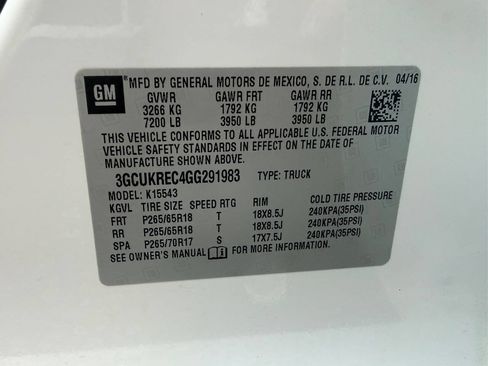 GM
®MFD BY GENERAL MOTORS DE MEXICO, S. DE R.L. DE C.V. 04/16
GVWR GAWR FRT GAWR RR
3266 KG 1792 KG 1792 KG
7200 LB 3950 LB 3950 LB
THIS VEHICLE CONFORMS TO ALL APPLICABLE U.S. FEDERAL MOTOR
VEHICLE SAFETY STANDARDS IN EFFECT ON THE DATE OF
MANUFACTURE SHOWN ABOVE.
3GCUKREC4GG291983 TYPE: TRUCK
MODEL: K15543
KGVL TIRE SIZE SPEED RTG RIM COLD TIRE PRESSURE
FRT P265/65R18 T 18X8.5J 240KPA(35PSI)
RR P265/65R18 T 18X8.5J 240KPA(35PSI)
SPA P265/70R17 S 17X7.5J 240KPA(35PSI)
SEE OWNER'S MANUAL FOR MORE INFORMATION.